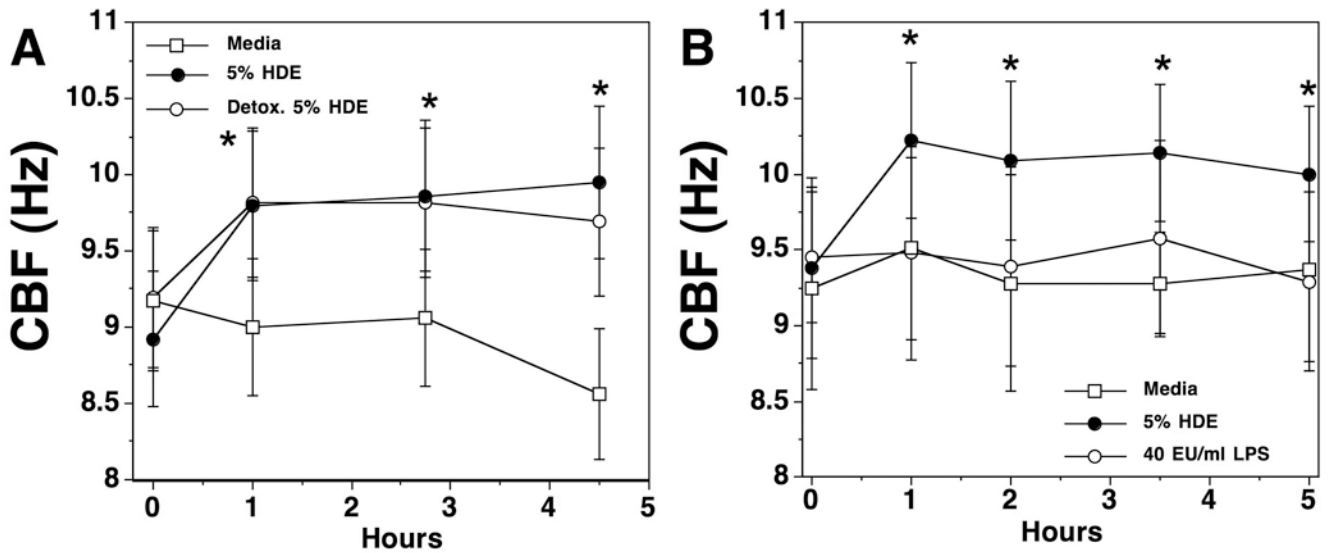 A
Media
5% HDE
Detox. 5% HDE
CBF (Hz)
11
10.5
10
9.5
9
8.5
8
* * *
0 1 2 3 4 5
Hours
B
CBF (Hz)
11
10.5
10
9.5
9
8.5
8
* * * *
Media
5% HDE
40 EU/ml LPS
0 1 2 3 4 5
Hours